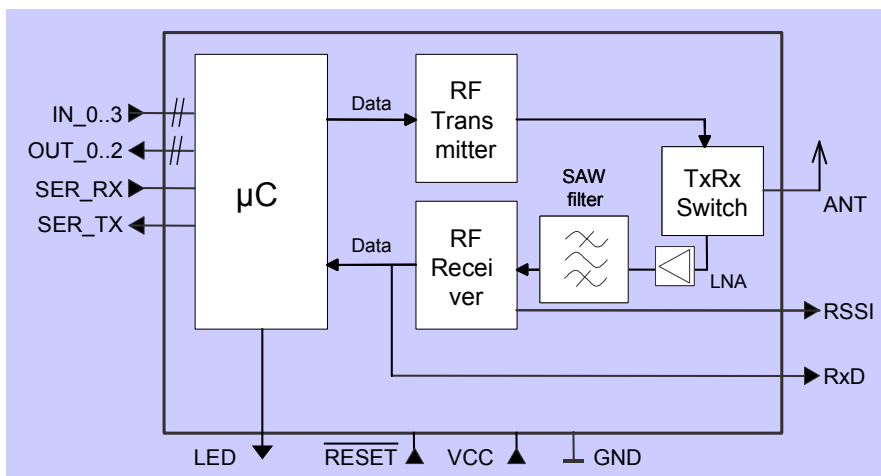 IN_0..3
OUT_0..2
SER_RX
SER_TX
µC
Data
RF
Trans
mitter
SAW
filter
TxRx
Switch
ANT
Data
RF
Recei
ver
LNA
RSSI
RxD
LED
RESET
VCC
GND